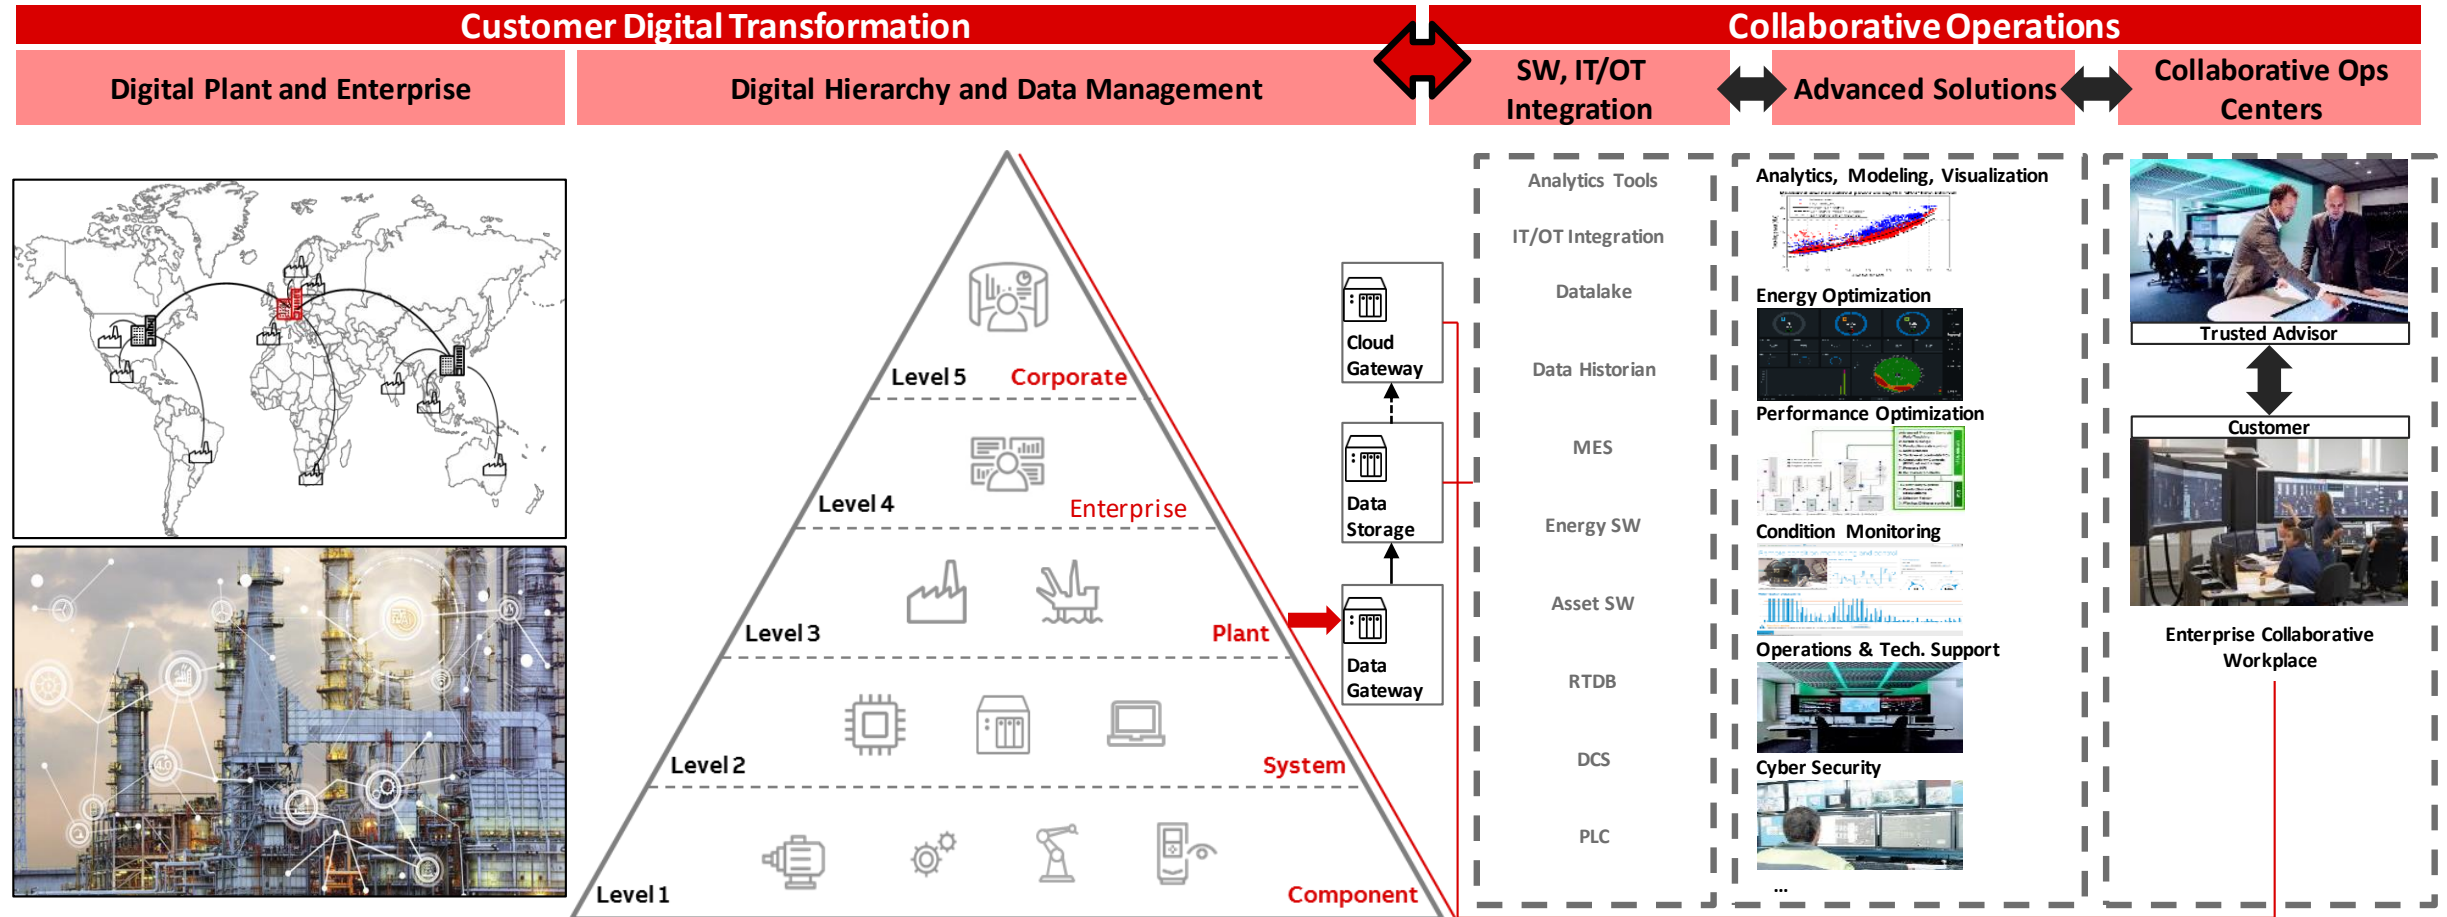 Customer Digital Transformation
Collaborative Operations
Digital Plant and Enterprise
Digital Hierarchy and Data Management
SW, IT/OT
Integration
Advanced Solutions
Collaborative Ops
Centers
Level 5
Corporate
Level 4
Enterprise
Level 3
Plant
Level 2
System
Level 1
Component
Cloud
Gateway
Data
Storage
Data
Gateway
Analytics Tools
IT/OT Integration
Datalake
Data Historian
MES
Energy SW
Asset SW
RTDB
DCS
PLC
Analytics, Modeling, Visualization
Energy Optimization
Performance Optimization
Condition Monitoring
Operations & Tech. Support
Cyber Security
...
Trusted Advisor
Customer
Enterprise Collaborative
Workplace
4.0